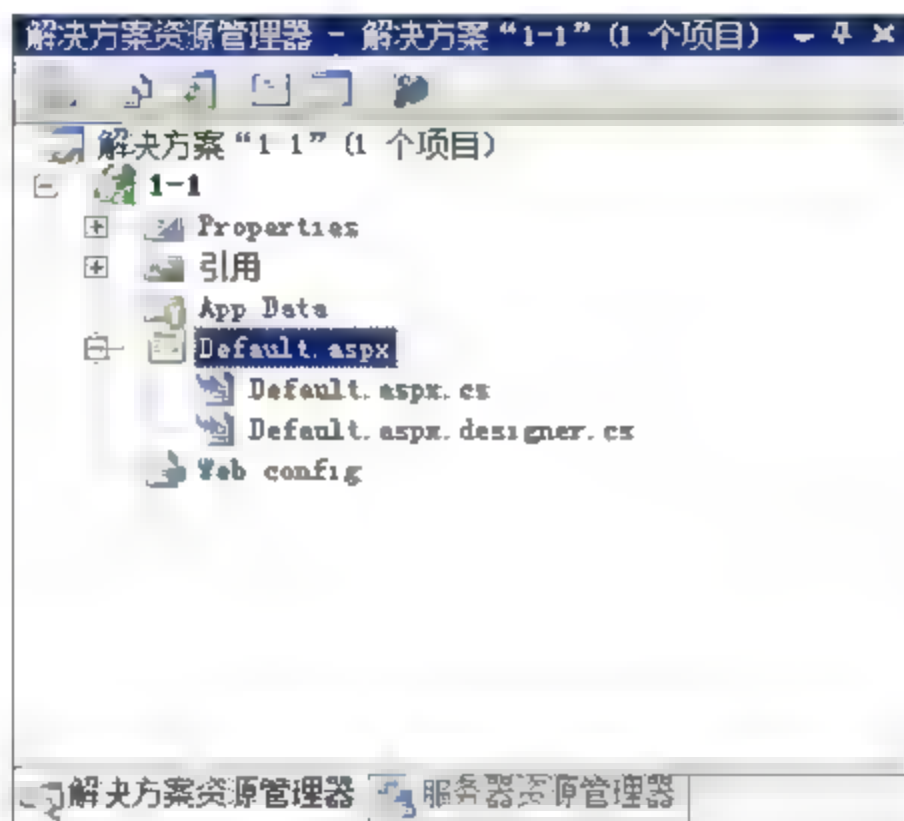 解决方案资源管理器 - 解决方案“1-1” (1 个项目)
解决方案“1-1” (1 个项目)
1-1
Properties
引用
App_Data
Default.aspx
Default.aspx.cs
Default.aspx.designer.cs
Web.config
解决方案资源管理器
服务器资源管理器